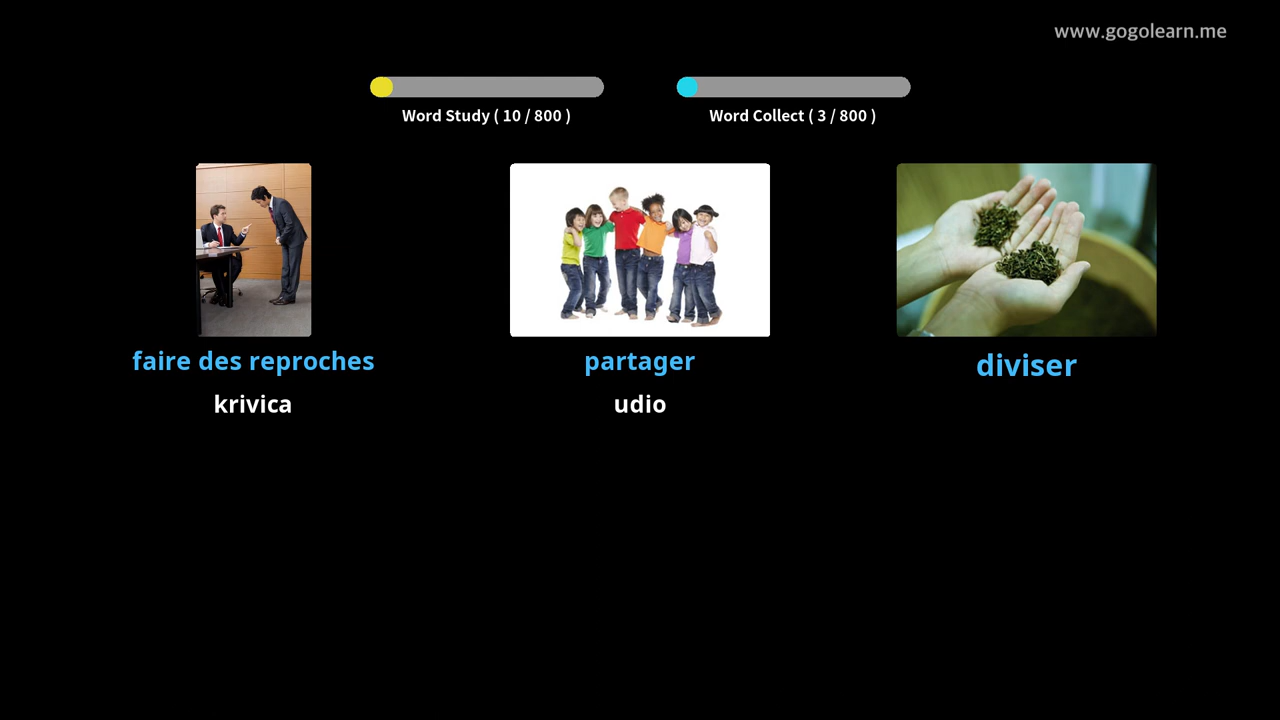 www.gogolearn.me
Word Study ( 10 / 800 )
Word Collect ( 3 / 800 )
faire des reproches
krivica
partager
udio
diviser